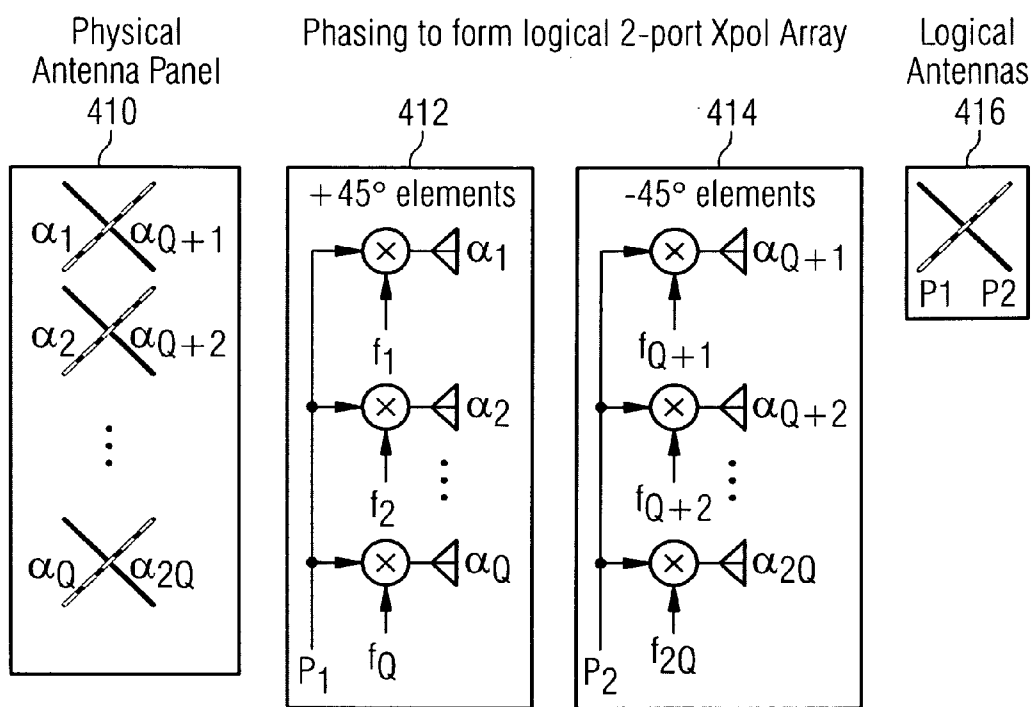 Physical
Antenna Panel
410
Phasing to form logical 2-port Xpol Array
412
414
Logical
Antennas
416
α1 αQ+1
α2 αQ+2
⋮
αQ α2Q
+45° elements
α1
f1
α2
f2
⋮
αQ
P1
fQ
-45° elements
αQ+1
fQ+1
αQ+2
fQ+2
⋮
α2Q
P2
f2Q
P1 P2